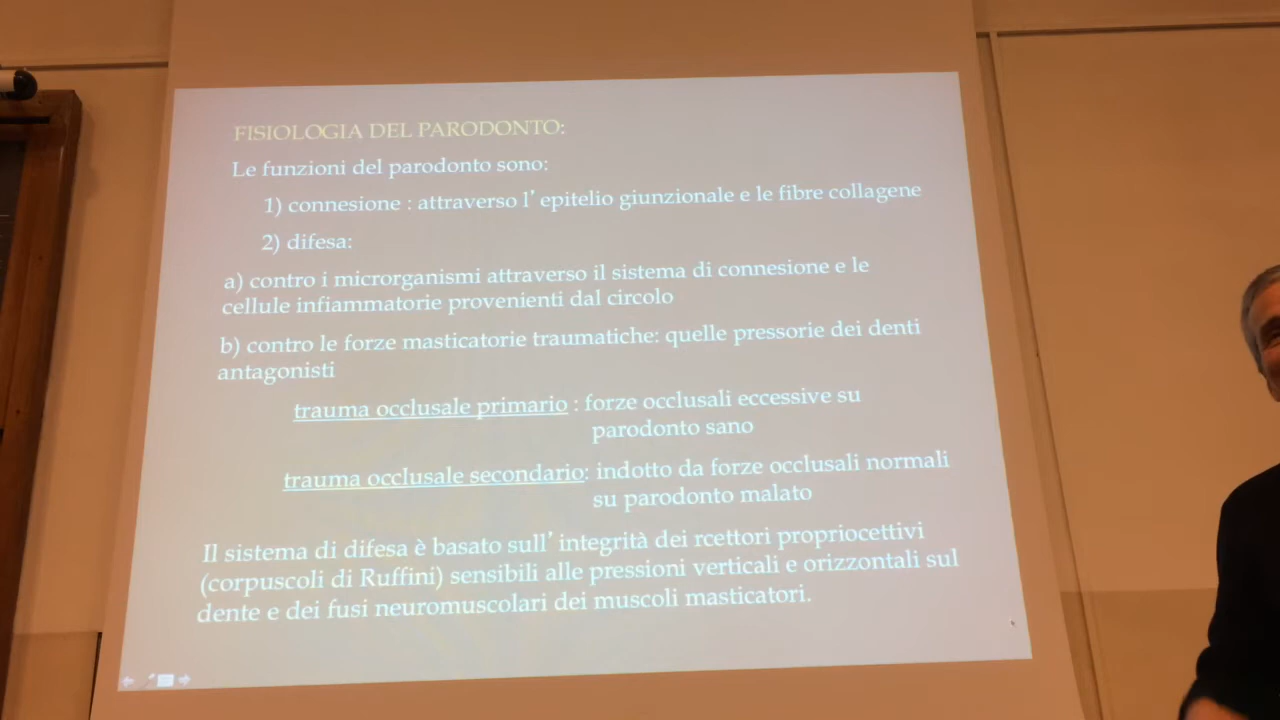 FISIOLOGIA DEL PARODONTO:
Le funzioni del parodonto sono:
1) connesione : attraverso l' epitelio giunzionale e le fibre collagene
2) difesa:
a) contro i microrganismi attraverso il sistema di connesione e le
cellule infiammatorie provenienti dal circolo
b) contro le forze masticatorie traumatiche: quelle pressorie dei denti
antagonisti
trauma occlusale primario : forze occlusali eccessive su
parodonto sano
trauma occlusale secondario: indotto da forze occlusali normali
su parodonto malato
Il sistema di difesa è basato sull' integrità dei rcettori propriocettivi
(corpuscoli di Ruffini) sensibili alle pressioni verticali e orizzontali sul
dente e dei fusi neuromuscolari dei muscoli masticatori.